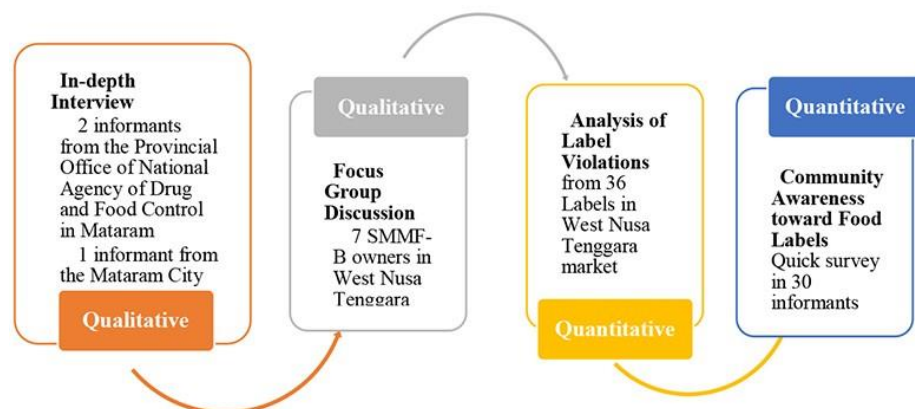 In-depth
Interview
2 informants
from the Provincial
Office of National
Agency of Drug
and Food Control
in Mataram
1 informant from
the Mataram City
Qualitative
Qualitative
Focus
Group
Discussion
7 SMMF-
B owners in
West Nusa
Tenggara
Analysis of
Label
Violations
from 36
Labels in
West Nusa
Tenggara
market
Quantitative
Quantitative
Community
Awareness
toward Food
Labels
Quick survey
in 30
informants